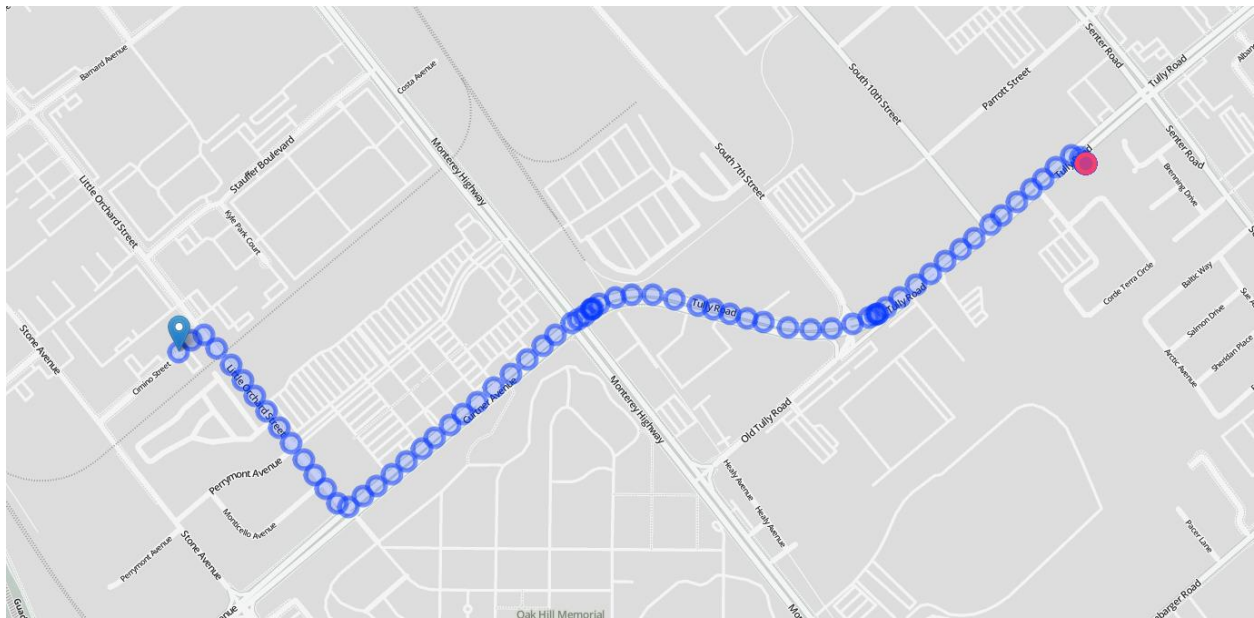 Barnard Avenue
Costa Avenue
Senter Road
Tully Road
South 10th Street
Parrott Street
Stauffer Boulevard
Monterey Highway
South 7th Street
Senter Road
Tully Road
Little Orchard Street
Brenning Drive
Kyle Park Court
Corde Terra Circle
Baltic Way
Tully Road
Tully Road
Salmon Drive
Stone Avenue
Cimino Street
Sheridan Place
Arctic Avenue
Little Orchard Street
Curtner Avenue
Monterey Highway
Old Tully Road
Perrymont Avenue
Healy Avenue
Monticello Avenue
Healy Avenue
Perrymont Avenue
Stone Avenue
Pacer Lane
Oak Hill Memorial